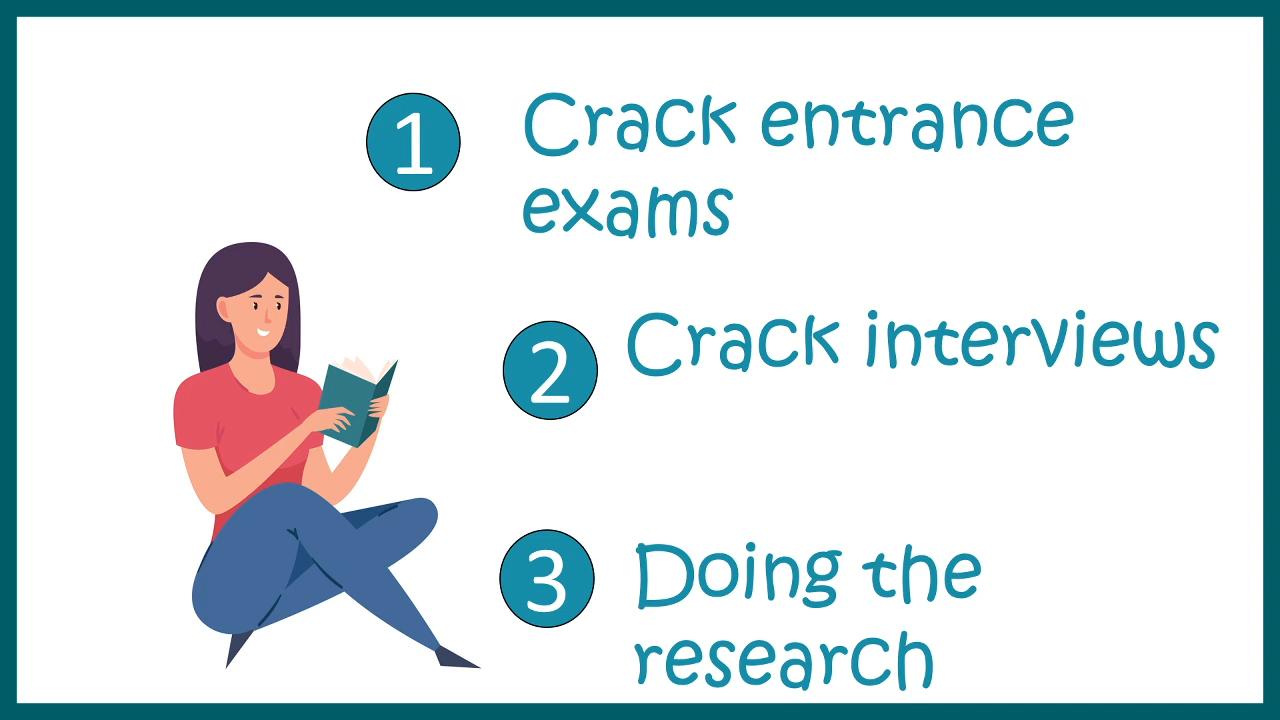 1 Crack entrance
exams
2 Crack interviews
3 Doing the
research